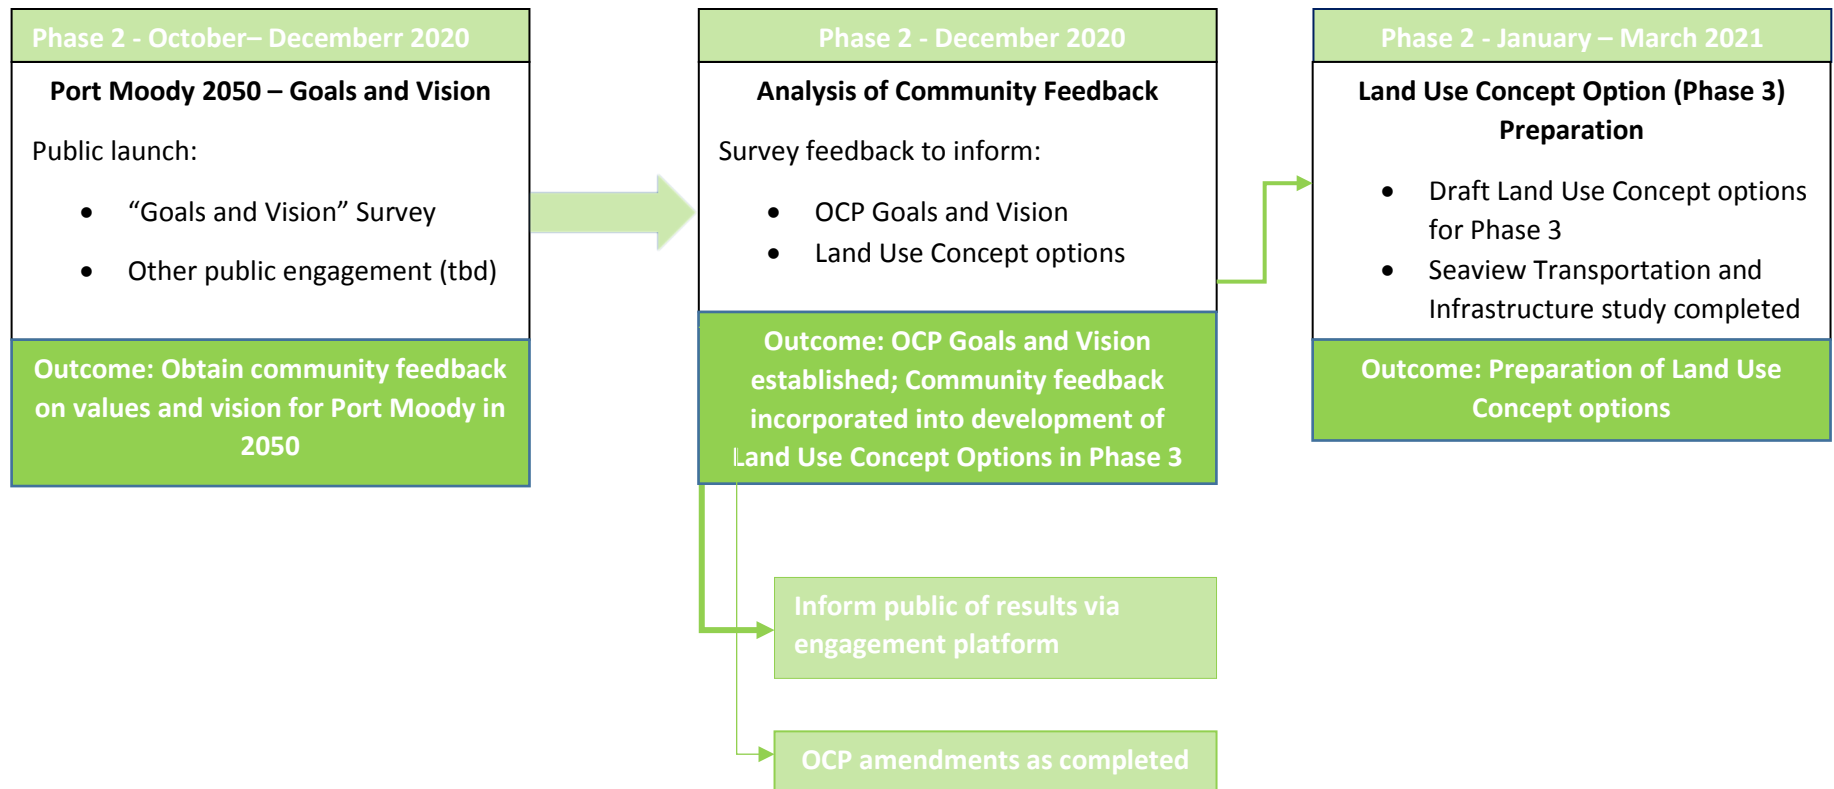 Phase 2 - October– Decemberr 2020
Port Moody 2050 – Goals and Vision
Public launch:
• “Goals and Vision” Survey
• Other public engagement (tbd)
Outcome: Obtain community feedback
on values and vision for Port Moody in
2050
Phase 2 - December 2020
Analysis of Community Feedback
Survey feedback to inform:
• OCP Goals and Vision
• Land Use Concept options
Outcome: OCP Goals and Vision
established; Community feedback
incorporated into development of
Land Use Concept Options in Phase 3
Inform public of results via
engagement platform
OCP amendments as completed
Phase 2 - January – March 2021
Land Use Concept Option (Phase 3)
Preparation
• Draft Land Use Concept options
for Phase 3
• Seaview Transportation and
Infrastructure study completed
Outcome: Preparation of Land Use
Concept options